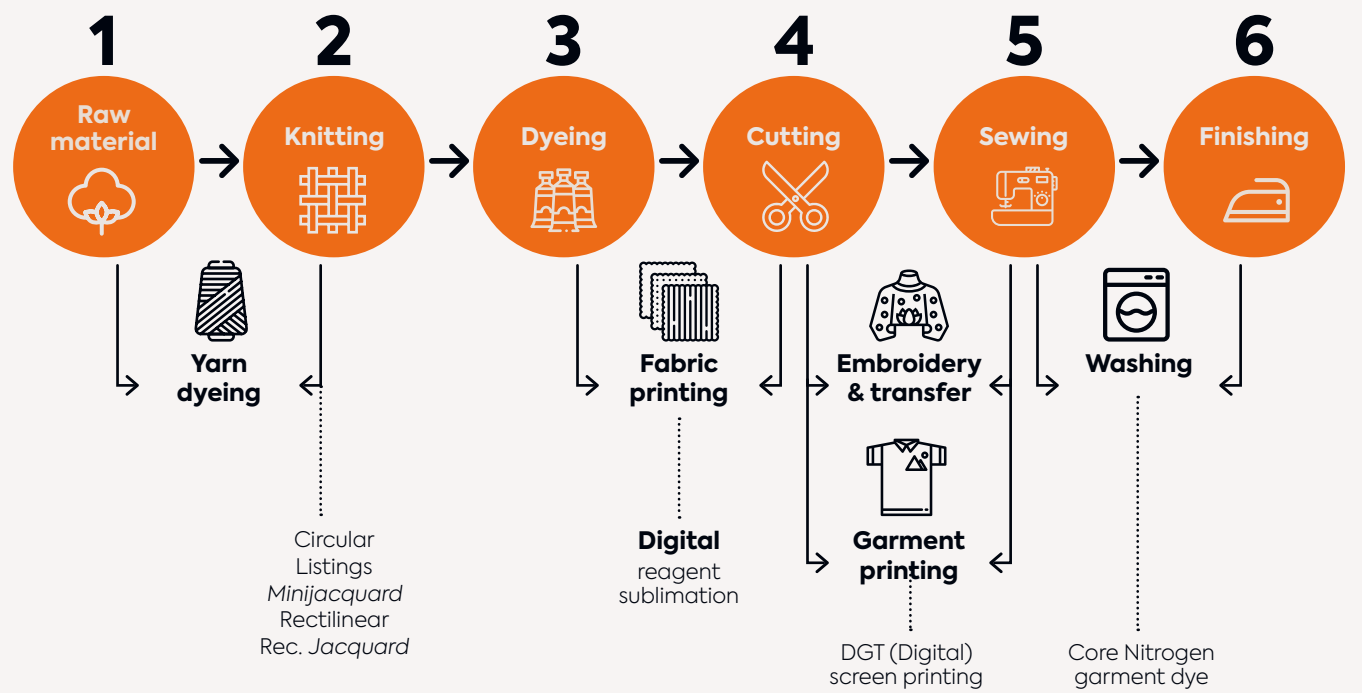 1
2
3
4
5
6
Raw
material
Knitting
Dyeing
Cutting
Sewing
Finishing
Yarn
dyeing
Fabric
printing
Embroidery
& transfer
Washing
Circular
Listings
Minijacquard
Rectilinear
Rec. Jacquard
Digital
reagent
sublimation
Garment
printing
DGT (Digital)
screen printing
Core Nitrogen
garment dye